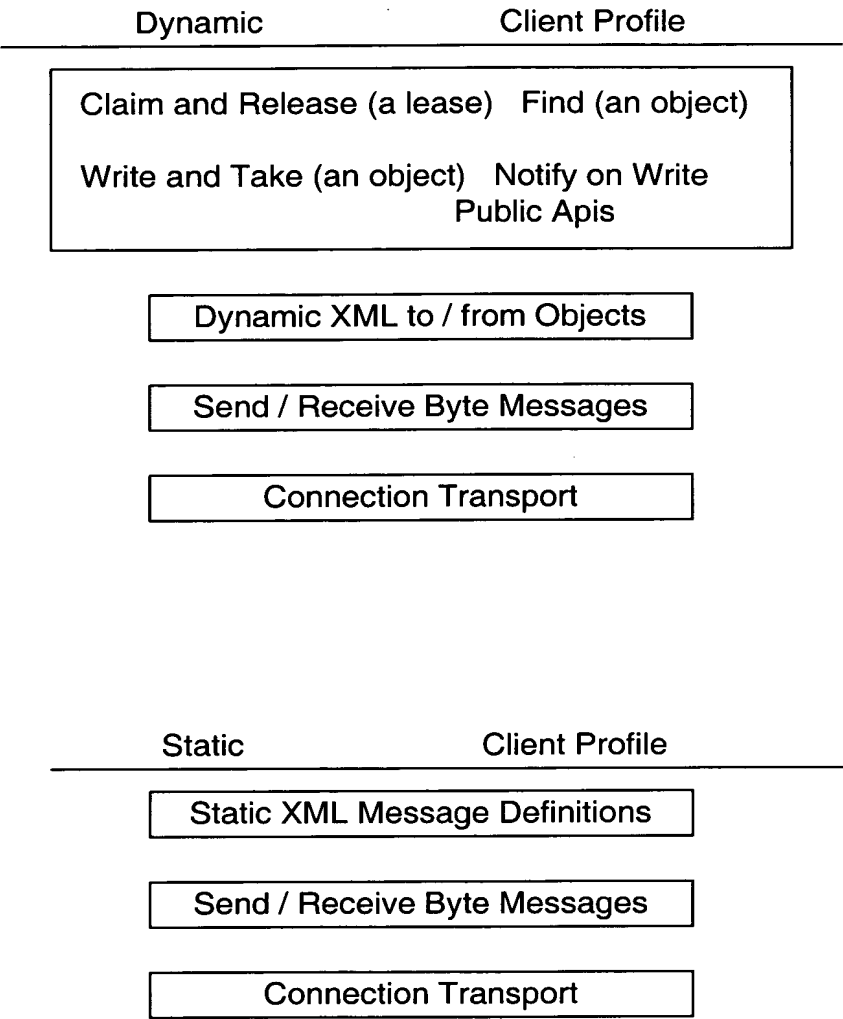 Dynamic Client Profile
Claim and Release (a lease) Find (an object)
Write and Take (an object) Notify on Write
Public Apis
Dynamic XML to / from Objects
Send / Receive Byte Messages
Connection Transport
Static Client Profile
Static XML Message Definitions
Send / Receive Byte Messages
Connection Transport